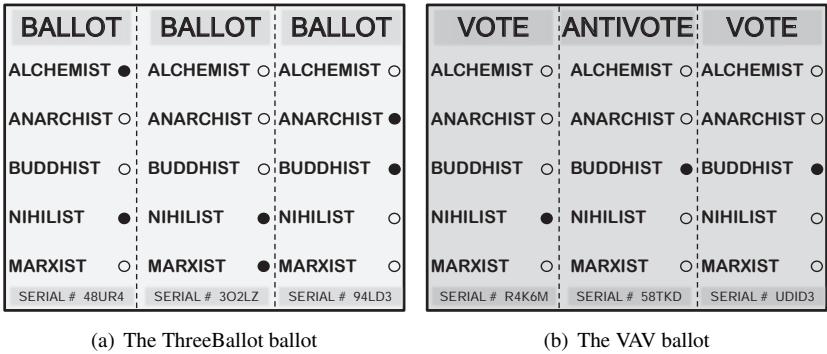 BALLOT BALLOT BALLOT VOTE ANTIVOTE VOTE
ALCHEMIST ALCHEMIST ALCHEMIST ALCHEMIST ALCHEMIST ALCHEMIST
ANARCHIST ANARCHIST ANARCHIST ANARCHIST ANARCHIST ANARCHIST
BUDDHIST BUDDHIST BUDDHIST BUDDHIST BUDDHIST BUDDHIST
NIHILIST NIHILIST NIHILIST NIHILIST NIHILIST NIHILIST
MARXIST MARXIST MARXIST MARXIST MARXIST MARXIST
SERIAL # 48UR4 SERIAL # 3O2LZ SERIAL # 94LD3 SERIAL # R4K6M SERIAL # 58TKD SERIAL # UDID3
(a) The ThreeBallot ballot (b) The VAV ballot